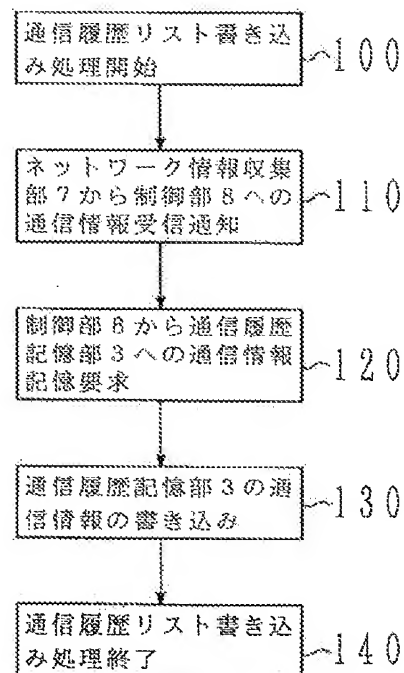 通信履歴リスト書き込
み処理開始
100
ネットワーク情報収集
部7から制御部8への
通信情報受信通知
110
制御部8から通信履歴
記憶部3への通信情報
記憶要求
120
通信履歴記憶部3の通
信情報の書き込み
130
通信履歴リスト書き込
み処理終了
140